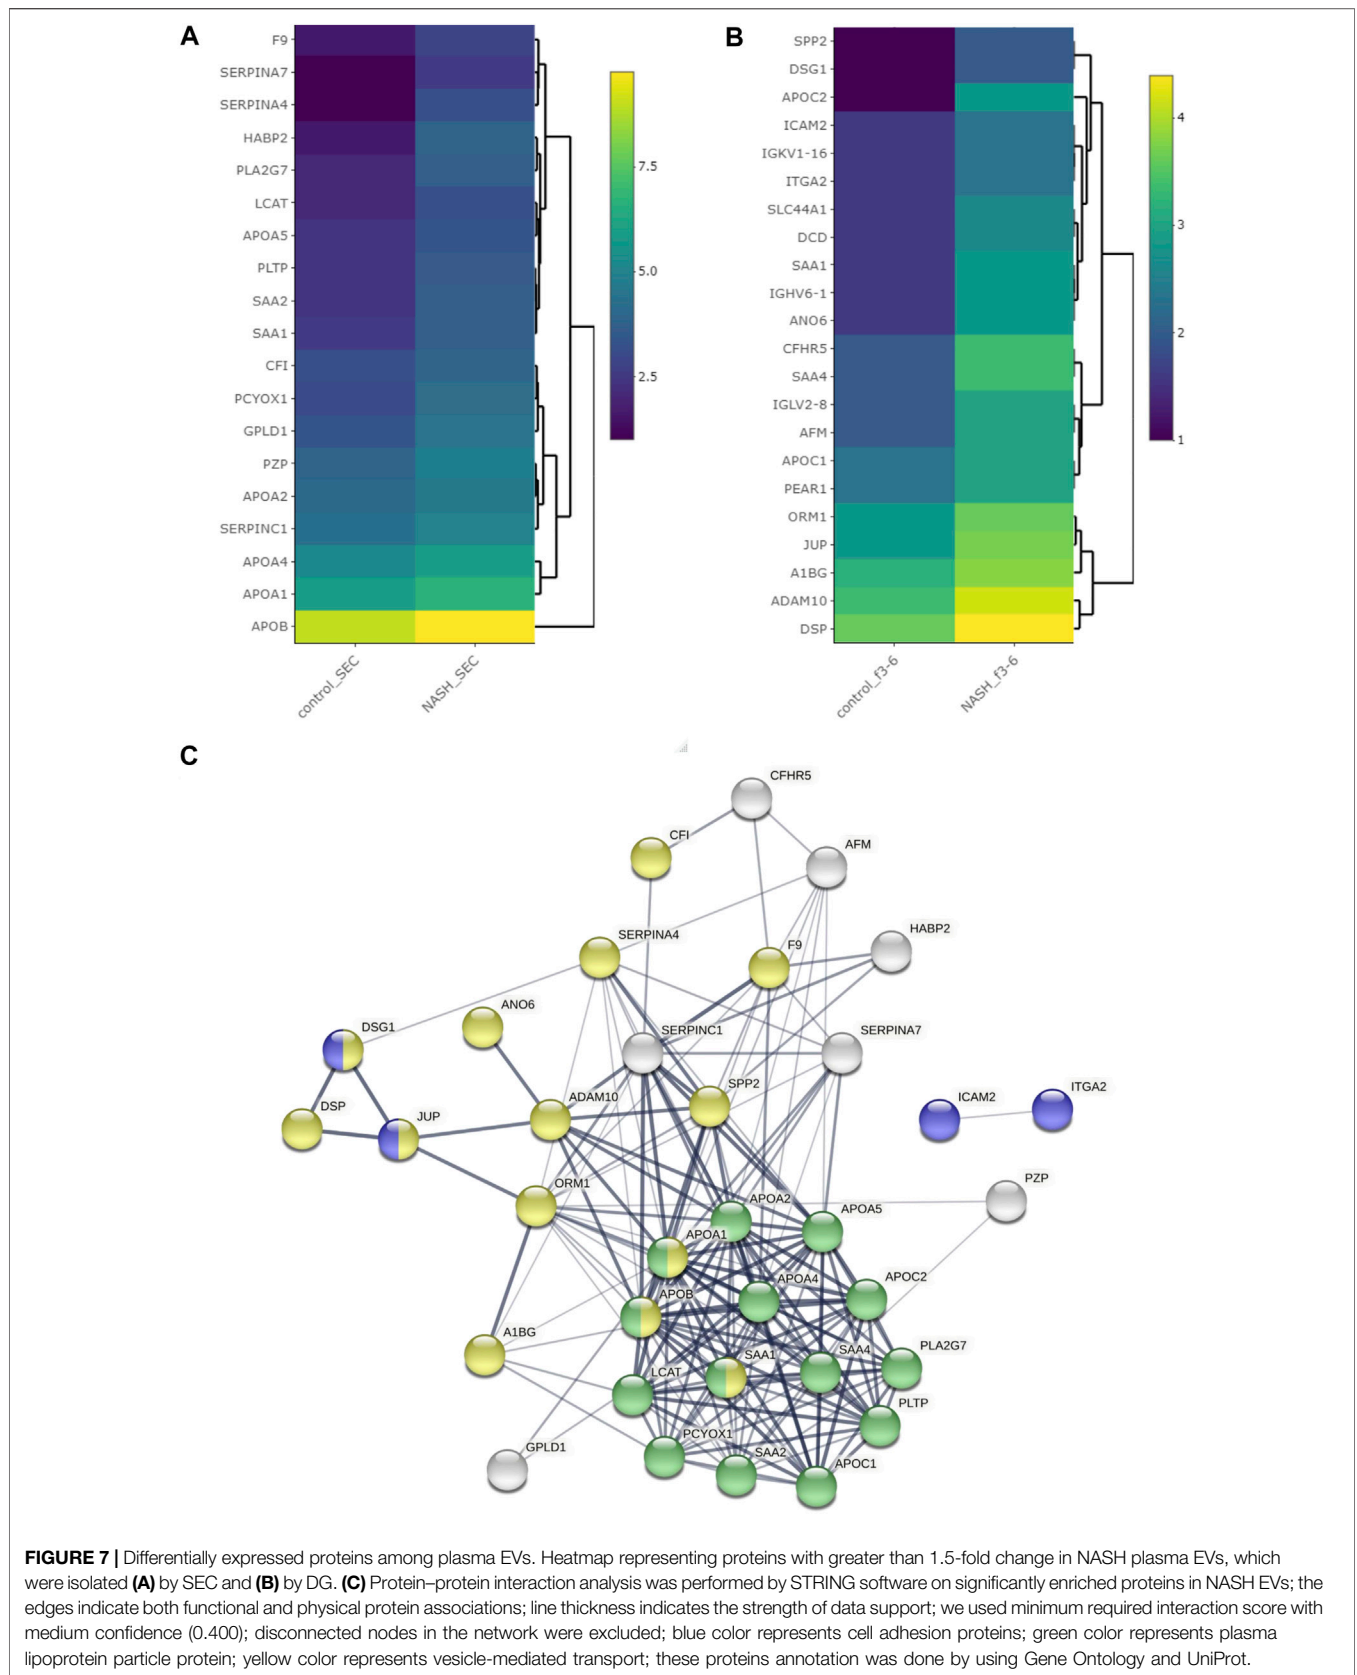 A
F9
SERPINA7
SERPINA4
HABP2
PLA2G7
LCAT
APOA5
PLTP
SAA2
SAA1
CFI
PCYOX1
GPLD1
PZP
APOA2
SERPINC1
APOA4
APOA1
APOB
control_SEC
NASH_SEC
7.5
5.0
2.5
B
SPP2
DSG1
APOC2
ICAM2
IGKV1-16
ITGA2
SLC44A1
DCD
SAA1
IGHV6-1
ANO6
CFHR5
SAA4
IGLV2-8
AFM
APOC1
PEAR1
ORM1
JUP
A1BG
ADAM10
DSP
control_f3-6
NASH_f3-6
4
3
2
1
C
CFHR5
CFI
AFM
HABP2
SERPINA4
F9
ANO6
DSG1
SERPINC1
SERPINA7
SPP2
ICAM2
ITGA2
DSP
JUP
ADAM10
ORM1
PZP
APOA2
APOA5
APOA1
APOA4
APOC2
APOB
A1BG
SAA1
SAA4
PLA2G7
LCAT
PLTP
PCYOX1
GPLD1
SAA2
APOC1
FIGURE 7 | Differentially expressed proteins among plasma EVs. Heatmap representing proteins with greater than 1.5-fold change in NASH plasma EVs, which
were isolated (A) by SEC and (B) by DG. (C) Protein–protein interaction analysis was performed by STRING software on significantly enriched proteins in NASH EVs; the
edges indicate both functional and physical protein associations; line thickness indicates the strength of data support; we used minimum required interaction score with
medium confidence (0.400); disconnected nodes in the network were excluded; blue color represents cell adhesion proteins; green color represents plasma
lipoprotein particle protein; yellow color represents vesicle-mediated transport; these proteins annotation was done by using Gene Ontology and UniProt.